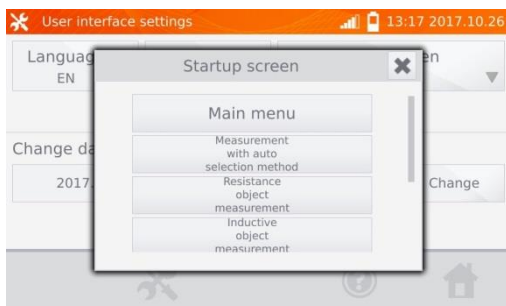 User interface settings 13:17 2017.10.26
Languag
EN
en
Startup screen
Main menu
Measurement
with auto
selection method
Resistance
object
measurement
Inductive
object
measurement
Change da
2017.
Change